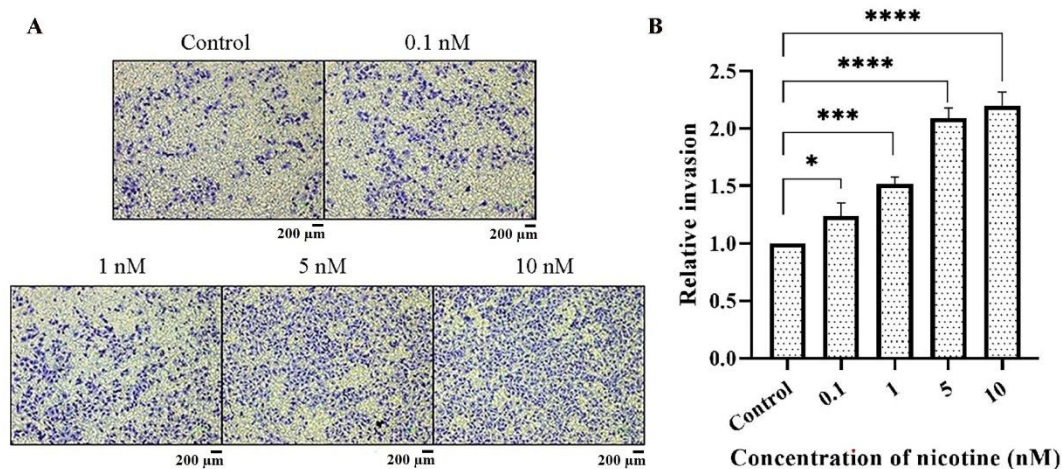 A
Control
0.1 nM
200 µm
200 µm
1 nM
5 nM
10 nM
200 µm
200 µm
200 µm
B
****
****
***
*
Relative invasion
2.5
2.0
1.5
1.0
0.5
0.0
Control
0.1
1
5
10
Concentration of nicotine (nM)